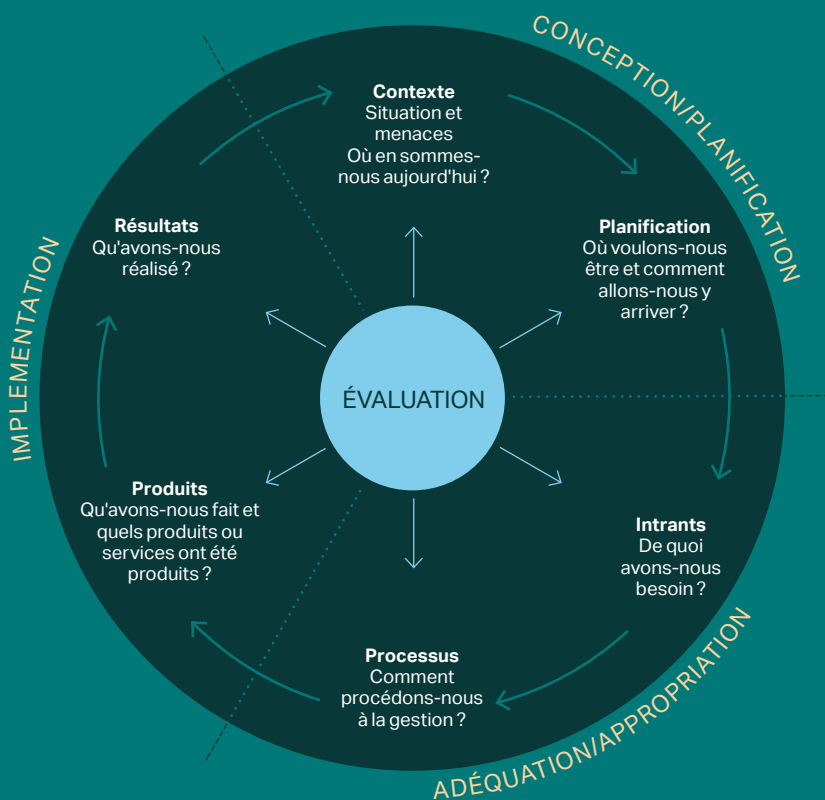 CONCEPTION/PLANIFICATION
Contexte
Situation et
menaces
Où en sommes-
nous aujourd'hui ?
Planification
Où voulons-nous
être et comment
allons-nous y
arriver ?
Intrants
De quoi
avons-nous
besoin ?
ADÉQUATION/APPROPRIATION
Processus
Comment
procédons-nous
à la gestion ?
Produits
Qu'avons-nous fait et
quels produits ou
services ont été
produits ?
IMPLEMENTATION
Résultats
Qu'avons-nous
réalisé ?
ÉVALUATION